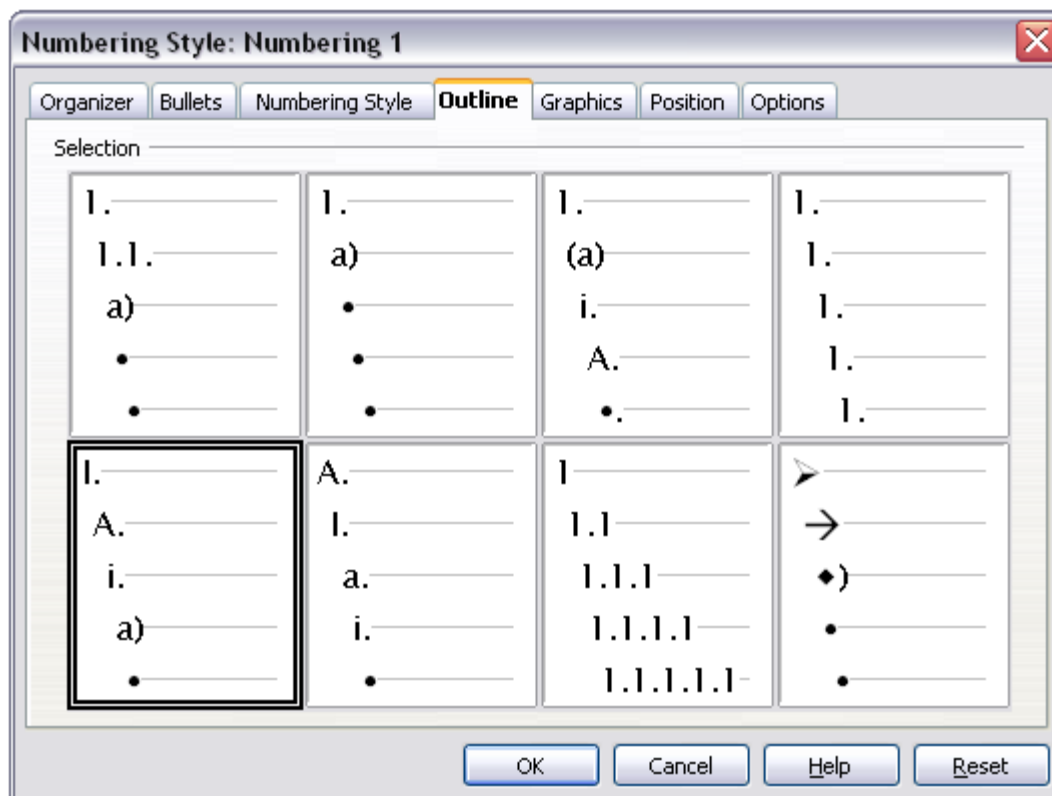 Numbering Style: Numbering 1
Organizer Bullets Numbering Style Outline Graphics Position Options
Selection
1.
1.1.
a)
•
•
1.
a)
•
•
•
1.
(a)
i.
A.
•.
1.
1.
1.
1.
1.
I.
A.
i.
a)
•
A.
I.
a.
i.
•
1
1.1
1.1.1
1.1.1.1
1.1.1.1.1
➢
→
◆)
•
•
OK Cancel Help Reset